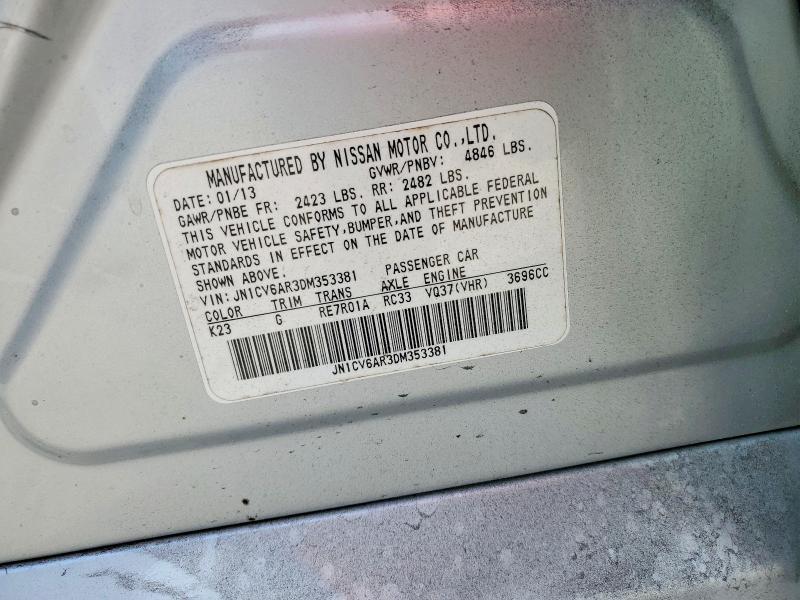 MANUFACTURED BY NISSAN MOTOR CO.,LTD.
DATE: 01/13 GVWR/PNBV: 4846 LBS.
GAWR/PNBE FR: 2423 LBS. RR: 2482 LBS.
THIS VEHICLE CONFORMS TO ALL APPLICABLE FEDERAL
MOTOR VEHICLE SAFETY,BUMPER,AND THEFT PREVENTION
STANDARDS IN EFFECT ON THE DATE OF MANUFACTURE
SHOWN ABOVE.
VIN: JN1CV6AR3DM353381 PASSENGER CAR
COLOR TRIM TRANS AXLE ENGINE
K23 G RE7R01A RC33 VQ37(VHR) 3696CC
JN1CV6AR3DM353381